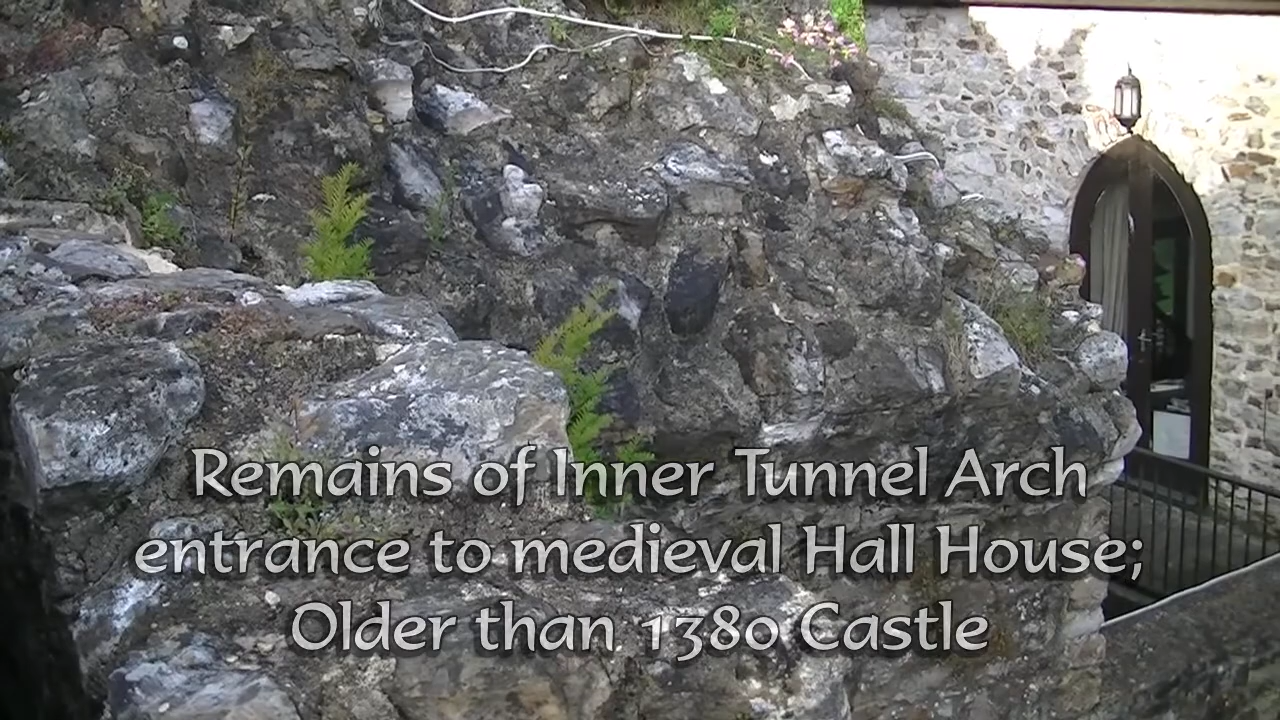 Remains of Inner Tunnel Arch
entrance to medieval Hall House;
Older than 1380 Castle